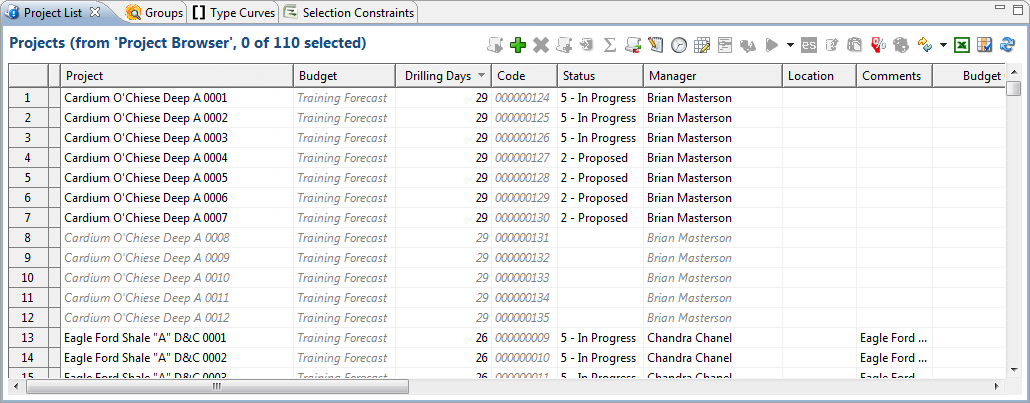 Project List Groups Type Curves Selection Constraints
Projects (from 'Project Browser', 0 of 110 selected)
Project Budget Drilling Days Code Status Manager Location Comments Budget
1 Cardium O'Chiese Deep A 0001 Training Forecast 29 000000124 5 - In Progress Brian Masterson
2 Cardium O'Chiese Deep A 0002 Training Forecast 29 000000125 5 - In Progress Brian Masterson
3 Cardium O'Chiese Deep A 0003 Training Forecast 29 000000126 5 - In Progress Brian Masterson
4 Cardium O'Chiese Deep A 0004 Training Forecast 29 000000127 2 - Proposed Brian Masterson
5 Cardium O'Chiese Deep A 0005 Training Forecast 29 000000128 2 - Proposed Brian Masterson
6 Cardium O'Chiese Deep A 0006 Training Forecast 29 000000129 2 - Proposed Brian Masterson
7 Cardium O'Chiese Deep A 0007 Training Forecast 29 000000130 2 - Proposed Brian Masterson
8 Cardium O'Chiese Deep A 0008 Training Forecast 29 000000131 Brian Masterson
9 Cardium O'Chiese Deep A 0009 Training Forecast 29 000000132 Brian Masterson
10 Cardium O'Chiese Deep A 0010 Training Forecast 29 000000133 Brian Masterson
11 Cardium O'Chiese Deep A 0011 Training Forecast 29 000000134 Brian Masterson
12 Cardium O'Chiese Deep A 0012 Training Forecast 29 000000135 Brian Masterson
13 Eagle Ford Shale "A" D&C 0001 Training Forecast 26 000000009 5 - In Progress Chandra Chanel Eagle Ford ...
14 Eagle Ford Shale "A" D&C 0002 Training Forecast 26 000000010 5 - In Progress Chandra Chanel Eagle Ford ...
15 Eagle Ford Shale "A" D&C 0003 Training Forecast 26 000000011 5 - In Progress Chandra Chanel Eagle Ford